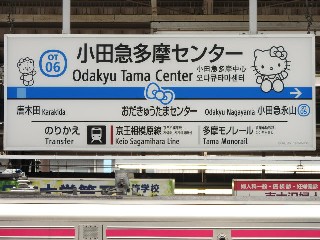 OT
06
小田急多摩センター
Odakyu Tama Center
小田急多摩中心
오다큐타마센터
唐木田 Karakida
おだきゅうたまセンター
Odakyu Nagayama 小田急永山
のりかえ
Transfer
京王相模原線
Keio Sagamihara Line
多摩モノレール
Tama Monorail